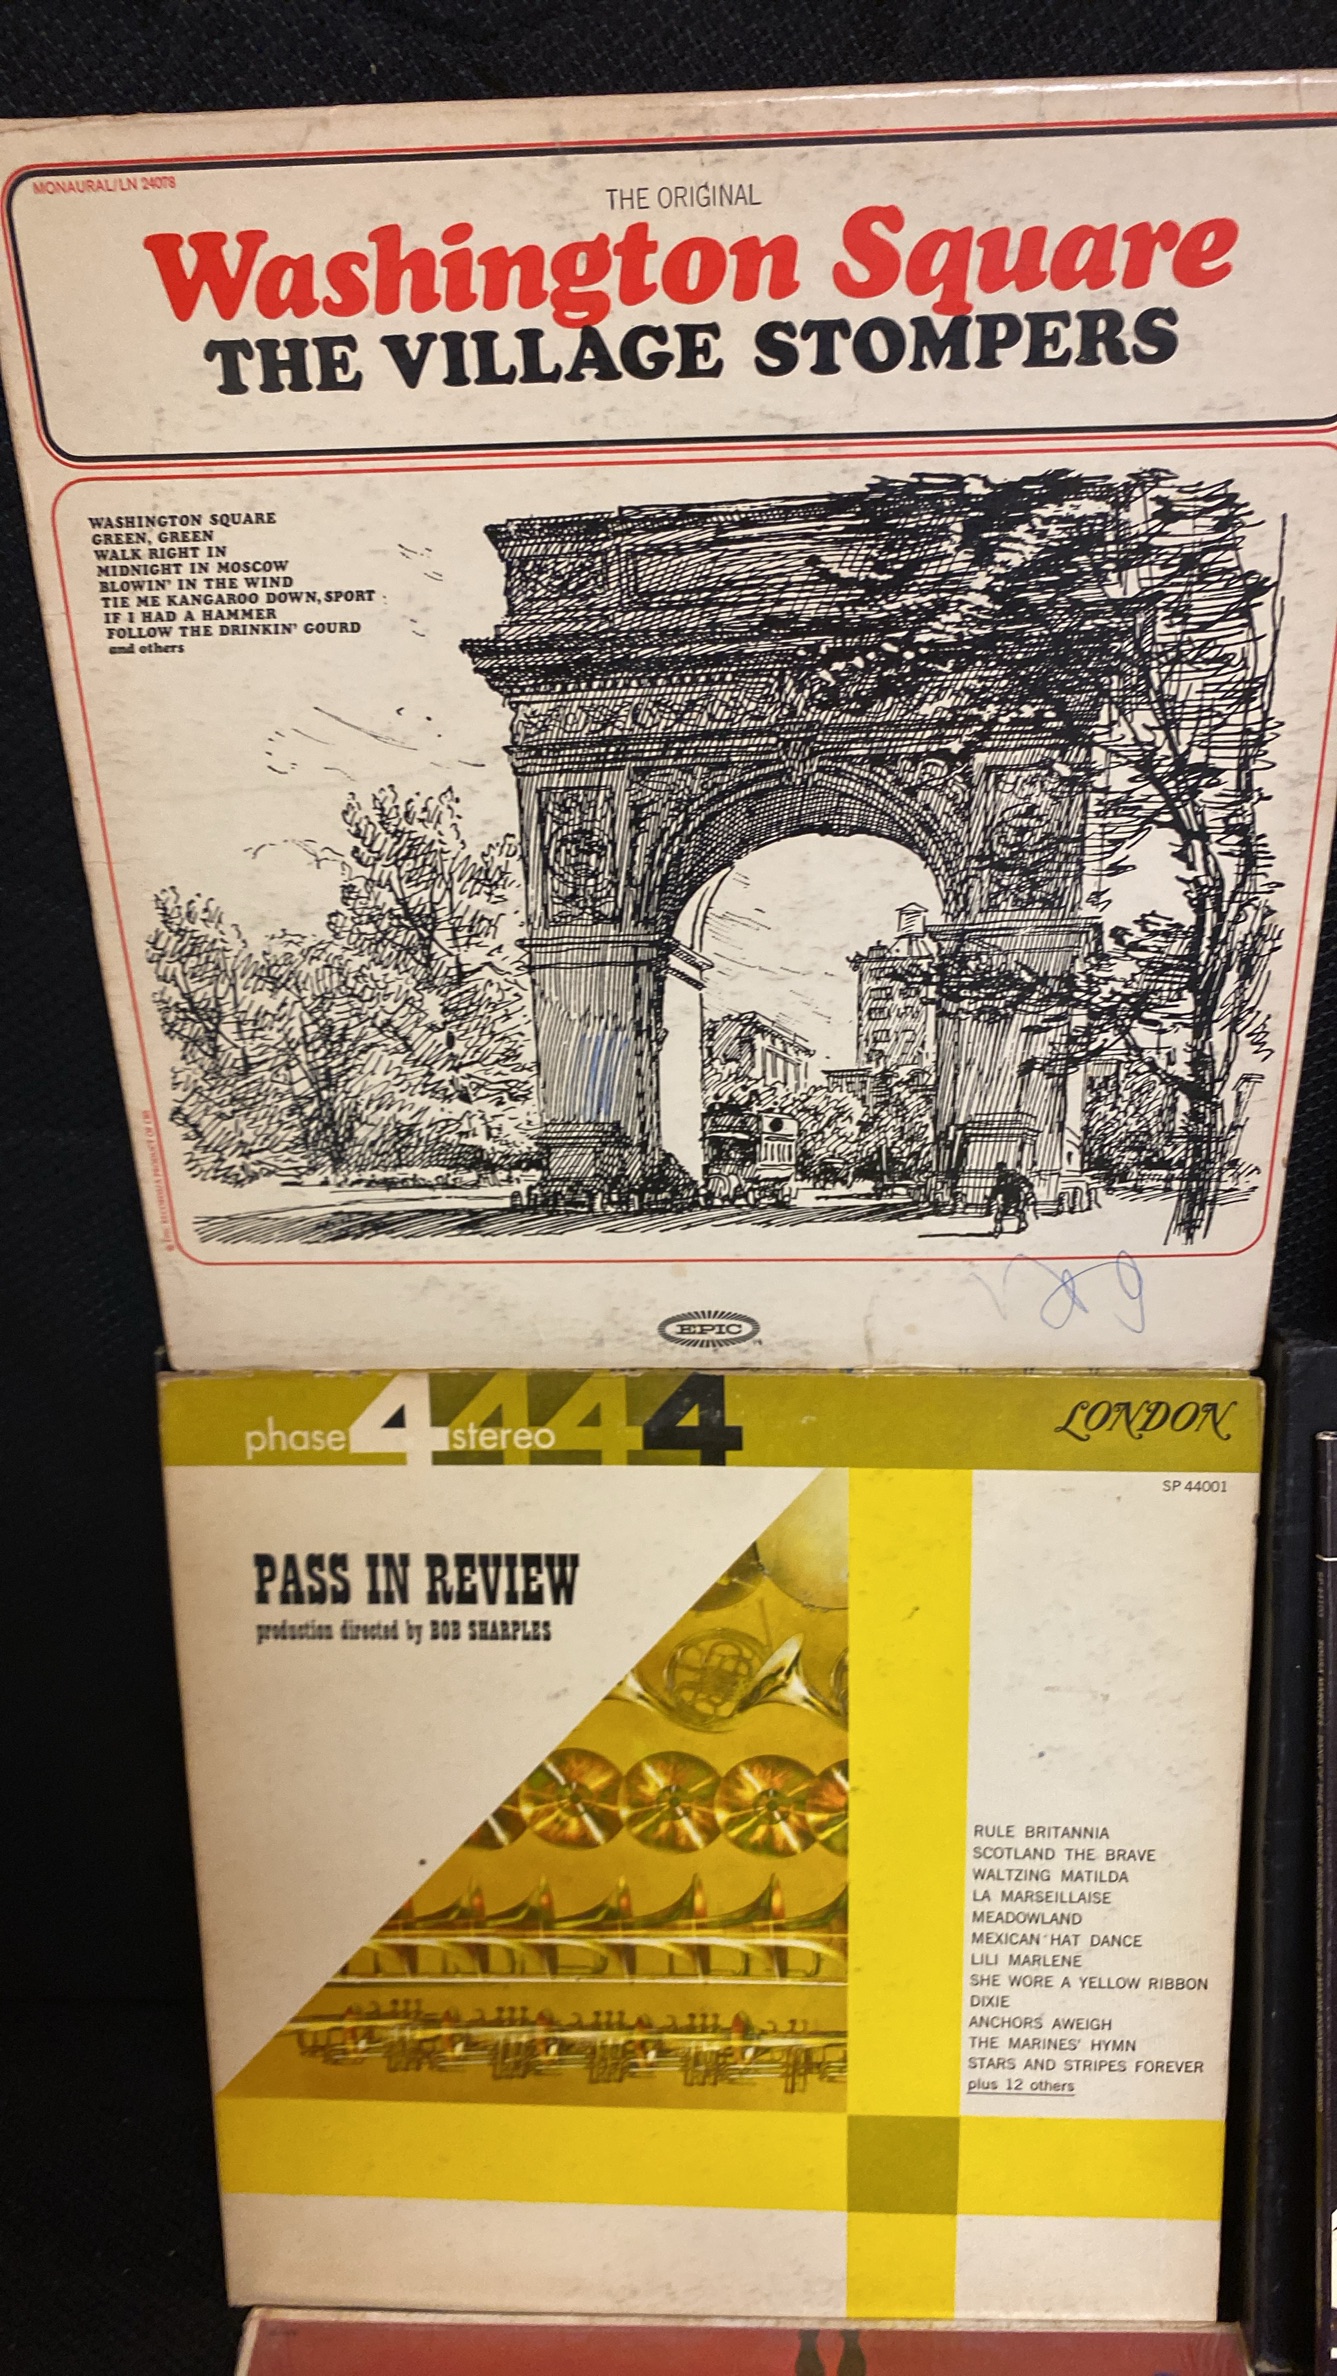 MONAURAL/LN 24078
THE ORIGINAL
Washington Square
THE VILLAGE STOMPERS
WASHINGTON SQUARE
GREEN, GREEN
WALK RIGHT IN
MIDNIGHT IN MOSCOW
BLOWIN' IN THE WIND
TIE ME KANGAROO DOWN, SPORT
IF I HAD A HAMMER
FOLLOW THE DRINKIN' GOURD
and others
EPIC
phase 4 stereo 4 4 4
LONDON
SP 44001
PASS IN REVIEW
production directed by BOB SHARPLES
RULE BRITANNIA
SCOTLAND THE BRAVE
WALTZING MATILDA
LA MARSEILLAISE
MEADOWLAND
MEXICAN HAT DANCE
LILI MARLENE
SHE WORE A YELLOW RIBBON
DIXIE
ANCHORS AWEIGH
THE MARINES' HYMN
STARS AND STRIPES FOREVER
plus 12 others